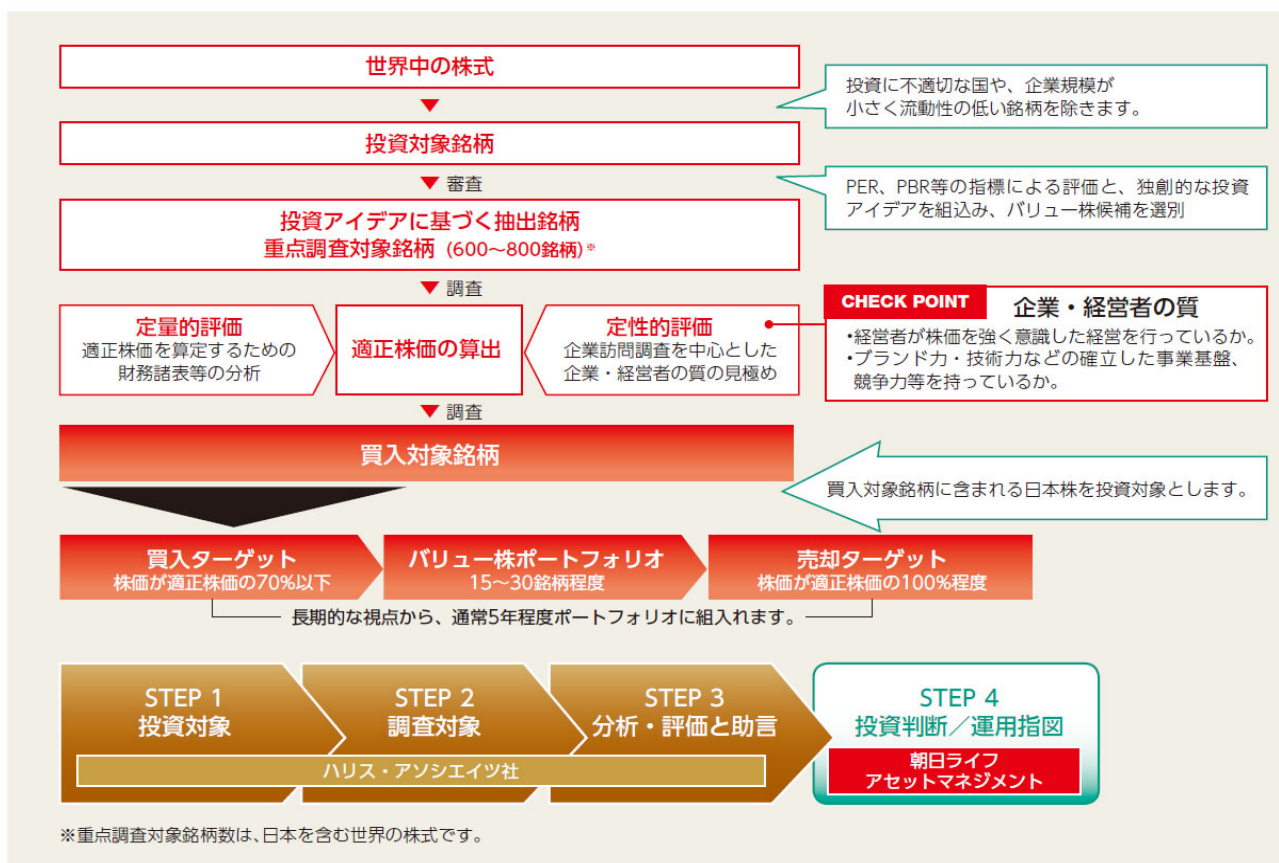 世界中の株式
投資に不適切な国や、企業規模が
小さく流動性の低い銘柄を除きます。
投資対象銘柄
審査
PER、PBR等の指標による評価と、独創的な投資
アイデアを組込み、バリュー株候補を選別
投資アイデアに基づく抽出銘柄
重点調査対象銘柄（600〜800銘柄）※
調査
定量的評価
適正株価を算定するための
財務諸表等の分析
適正株価の算出
定性的評価
企業訪問調査を中心とした
企業・経営者の質の見極め
CHECK POINT 企業・経営者の質
・経営者が株価を強く意識した経営を行っているか。
・ブランド力・技術力などの確立した事業基盤、
競争力等を持っているか。
調査
買入対象銘柄
買入対象銘柄に含まれる日本株を投資対象とします。
買入ターゲット
株価が適正株価の70%以下
バリュー株ポートフォリオ
15〜30銘柄程度
売却ターゲット
株価が適正株価の100%程度
長期的な視点から、通常5年程度ポートフォリオに組入れます。
STEP 1
投資対象
STEP 2
調査対象
STEP 3
分析・評価と助言
ハリス・アソシエイツ社
STEP 4
投資判断／運用指図
朝日ライフ
アセットマネジメント
※重点調査対象銘柄数は、日本を含む世界の株式です。